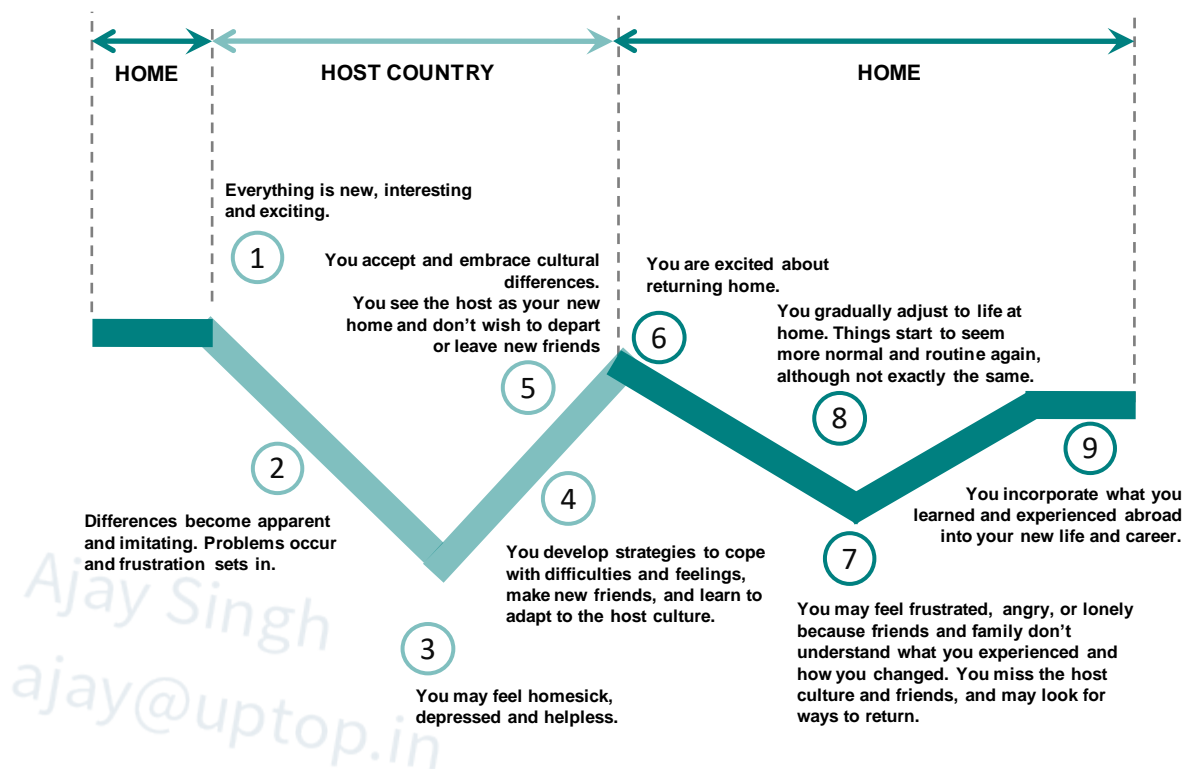 HOME
HOST COUNTRY
HOME
Everything is new, interesting
and exciting.
1
You accept and embrace cultural
differences.
You see the host as your new
home and don't wish to depart
or leave new friends
5
You are excited about
returning home.
6
You gradually adjust to life at
home. Things start to seem
more normal and routine again,
although not exactly the same.
8
2
Differences become apparent
and imitating. Problems occur
and frustration sets in.
4
You develop strategies to cope
with difficulties and feelings,
make new friends, and learn to
adapt to the host culture.
9
You incorporate what you
learned and experienced abroad
into your new life and career.
3
You may feel homesick,
depressed and helpless.
7
You may feel frustrated, angry, or lonely
because friends and family don't
understand what you experienced and
how you changed. You miss the host
culture and friends, and may look for
ways to return.
Ajay Singh
ajay@uptop.in